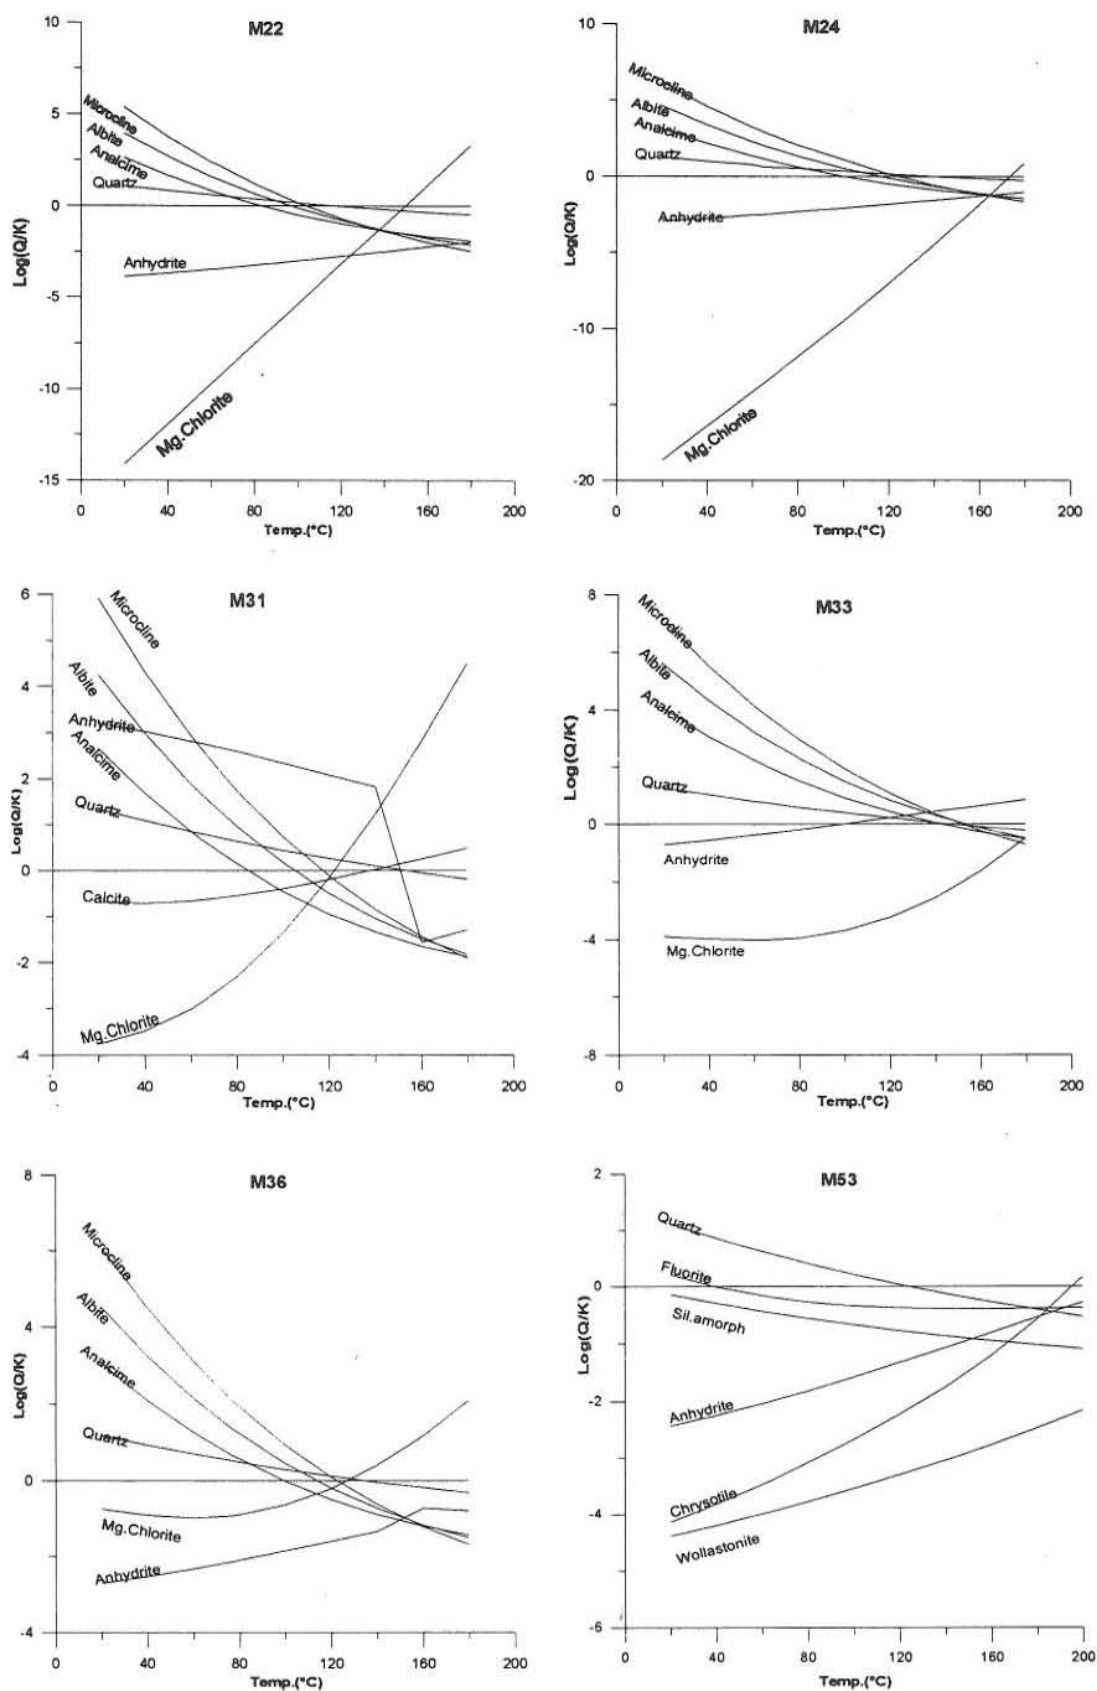 M22
10
5
0
-5
-10
-15
Log(Q/K)
Microcline
Albite
Analcime
Quartz
Anhydrite
Mg.Chlorite
0 40 80 120 160 200
Temp.(°C)
M24
10
0
-10
-20
Log(Q/K)
Microcline
Albite
Analcime
Quartz
Anhydrite
Mg.Chlorite
0 40 80 120 160 200
Temp.(°C)
M31
6
4
2
0
-2
-4
Log(Q/K)
Microcline
Albite
Anhydrite
Analcime
Quartz
Calcite
Mg.Chlorite
0 40 80 120 160 200
Temp.(°C)
M33
8
4
0
-4
-8
Log(Q/K)
Microcline
Albite
Analcime
Quartz
Anhydrite
Mg.Chlorite
0 40 80 120 160 200
Temp.(°C)
M36
8
4
0
-4
Log(Q/K)
Microcline
Albite
Analcime
Quartz
Mg.Chlorite
Anhydrite
0 40 80 120 160 200
Temp.(°C)
M53
2
0
-2
-4
-6
Log(Q/K)
Quartz
Fluorite
Sil.amorph
Anhydrite
Chrysotile
Wollastonite
0 40 80 120 160 200
Temp.(°C)